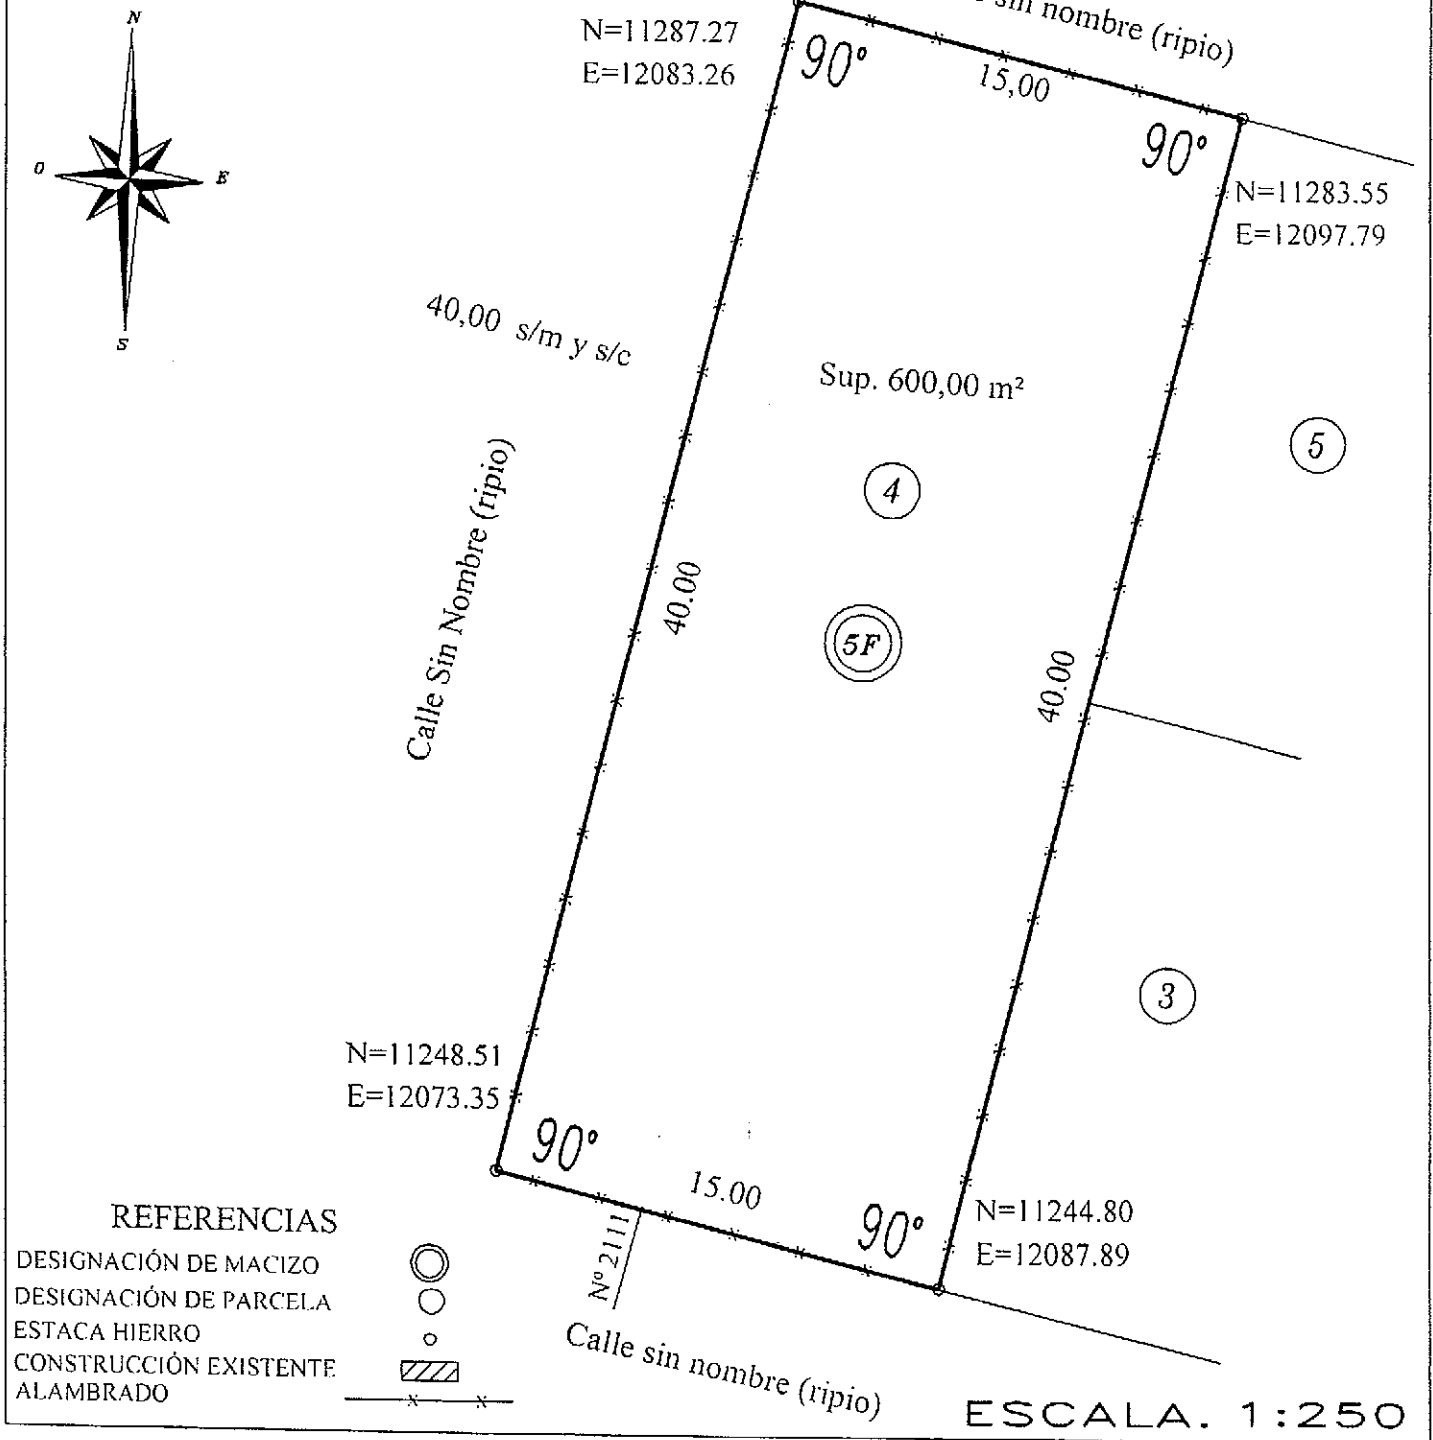 N
O
E
S
sin nombre (ripio)
N=11287.27
E=12083.26
90°
15,00
90°
N=11283.55
E=12097.79
40,00 s/m y s/c
Sup. 600,00 m²
5
4
Calle Sin Nombre (ripio)
40.00
5F
40.00
3
N=11248.51
E=12073.35
90°
15.00
90°
N=11244.80
E=12087.89
Nº 2111
Calle sin nombre (ripio)
REFERENCIAS
DESIGNACIÓN DE MACIZO
DESIGNACIÓN DE PARCELA
ESTACA HIERRO
CONSTRUCCIÓN EXISTENTE
ALAMBRADO
ESCALA. 1:250